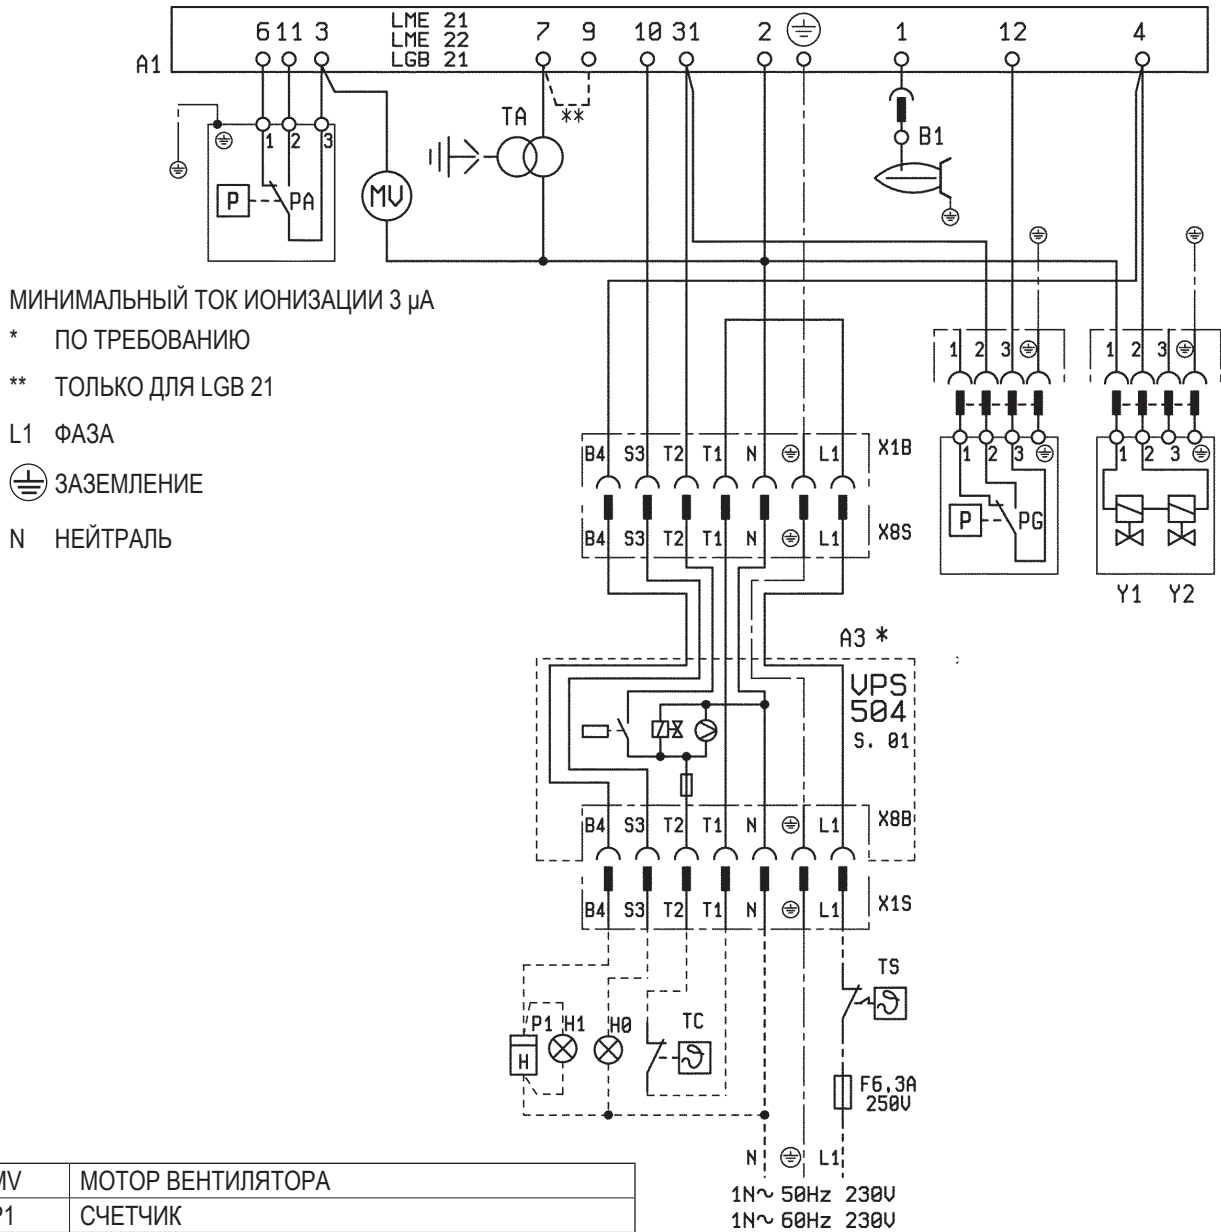 LME 21
LME 22
LGB 21
6 11 3 7 9 10 31 2 1 12 4
A1
TA
**
B1
1 2 3
P PA
MV
МИНИМАЛЬНЫЙ ТОК ИОНИЗАЦИИ 3 µA
* ПО ТРЕБОВАНИЮ
** ТОЛЬКО ДЛЯ LGB 21
L1 ФАЗА
ЗАЗЕМЛЕНИЕ
N НЕЙТРАЛЬ
1 2 3
1 2 3
1 2 3
1 2 3
P PG
Y1 Y2
B4 S3 T2 T1 N L1 X1B
B4 S3 T2 T1 N L1 X8S
A3 *
VPS
504
S. 01
B4 S3 T2 T1 N L1 X8B
B4 S3 T2 T1 N L1 X1S
TS
P1 H1 H0 TC
H
F6,3A
250V
N L1
1N~ 50Hz 230V
1N~ 60Hz 230V
MV МОТОР ВЕНТИЛЯТОРА
P1 СЧЕТЧИК